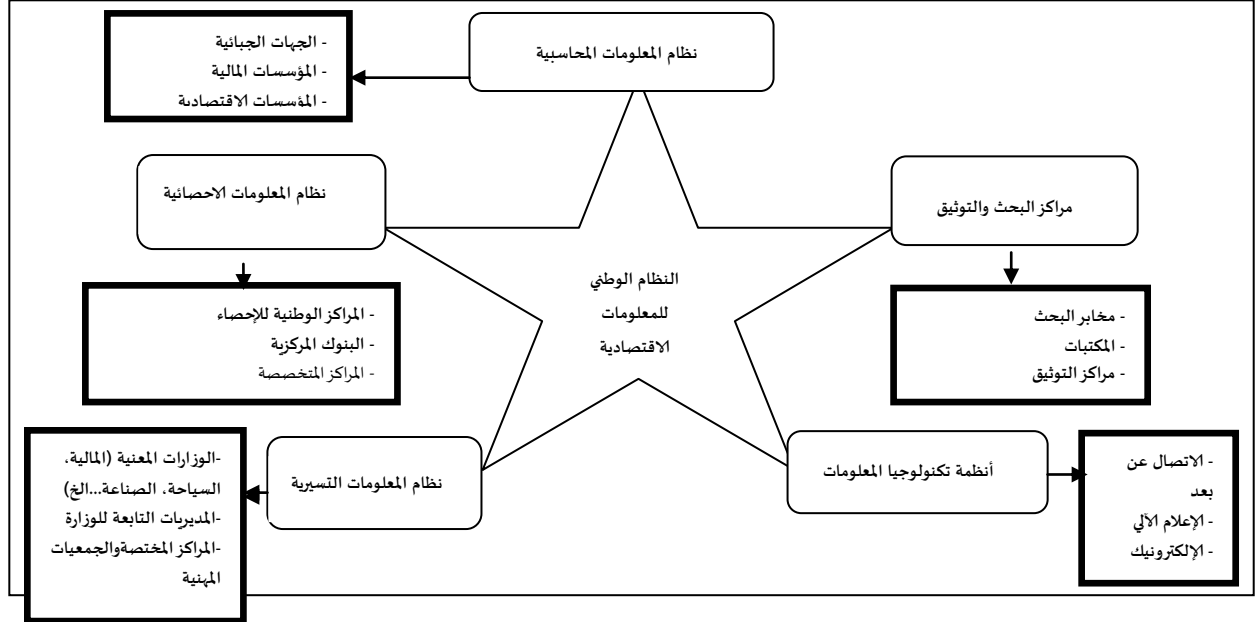 نظام المعلومات المحاسبية
- الجهات الجبائية
- المؤسسات المالية
- المؤسسات الاقتصادية
مراكز البحث والتوثيق
نظام المعلومات الاحصائية
النظام الوطني
للمعلومات
الاقتصادية
- مخابر البحث
- المكتبات
- مراكز التوثيق
- المراكز الوطنية للإحصاء
- البنوك المركزية
- المراكز المتخصصة
أنظمة تكنولوجيا المعلومات
- الاتصال عن
بعد
- الإعلام الآلي
- الإلكترونيك
نظام المعلومات التسيرية
-الوزارات المعنية (المالية،
السياحة، الصناعة...الخ)
-المديريات التابعة للوزارة
-المراكز المختصةوالجمعيات
المهنية